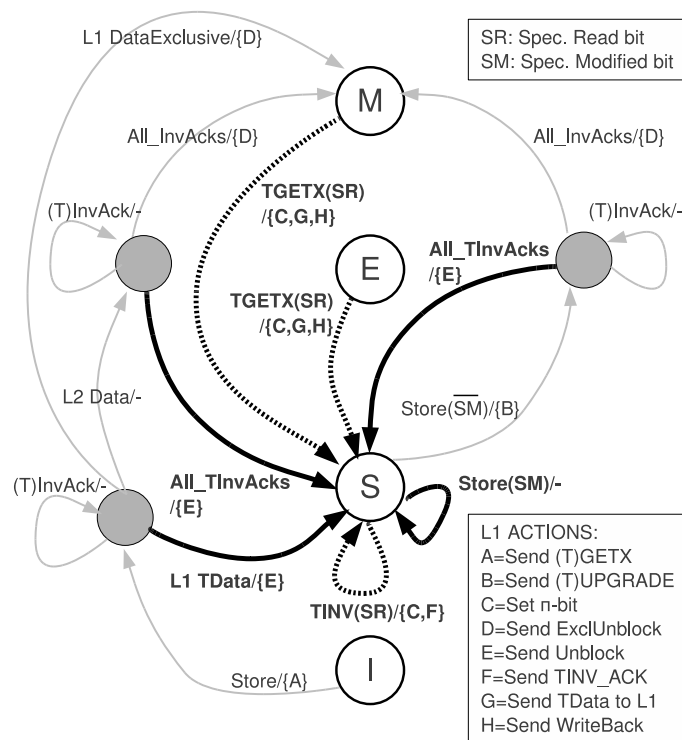 L1 DataExclusive/{D}
SR: Spec. Read bit
SM: Spec. Modified bit
M
All_InvAcks/{D}
All_InvAcks/{D}
TGETX(SR)
/{C,G,H}
(T)InvAck/-
(T)InvAck/-
E
All_TInvAcks
/{E}
TGETX(SR)
/{C,G,H}
L2 Data/-
Store(S̅M̅)/{B}
(T)InvAck/-
All_TInvAcks
/{E}
S
Store(SM)/-
L1 TData/{E}
TINV(SR)/{C,F}
Store/{A}
I
L1 ACTIONS:
A=Send (T)GETX
B=Send (T)UPGRADE
C=Set π-bit
D=Send ExclUnblock
E=Send Unblock
F=Send TINV_ACK
G=Send TData to L1
H=Send WriteBack